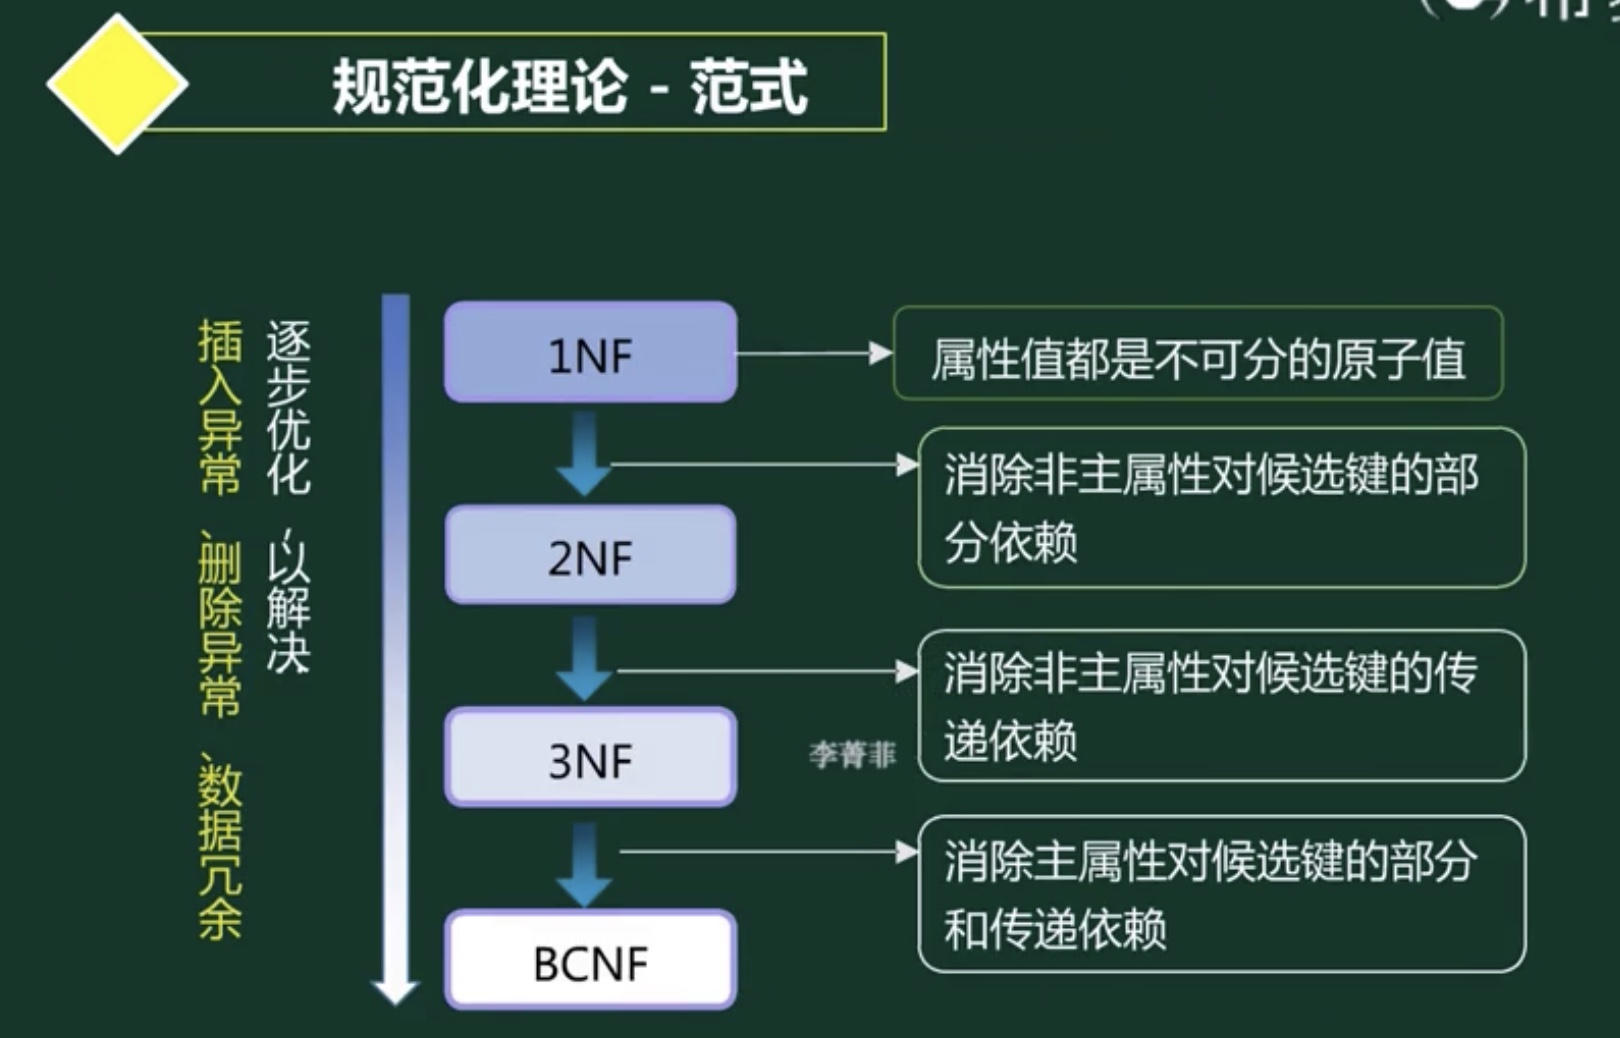 规范化理论 - 范式
逐步优化，以解决
插入异常、删除异常、数据冗余
1NF
属性值都是不可分的原子值
消除非主属性对候选键的部
分依赖
2NF
消除非主属性对候选键的传
递依赖
3NF
李菁菲
消除主属性对候选键的部分
和传递依赖
BCNF